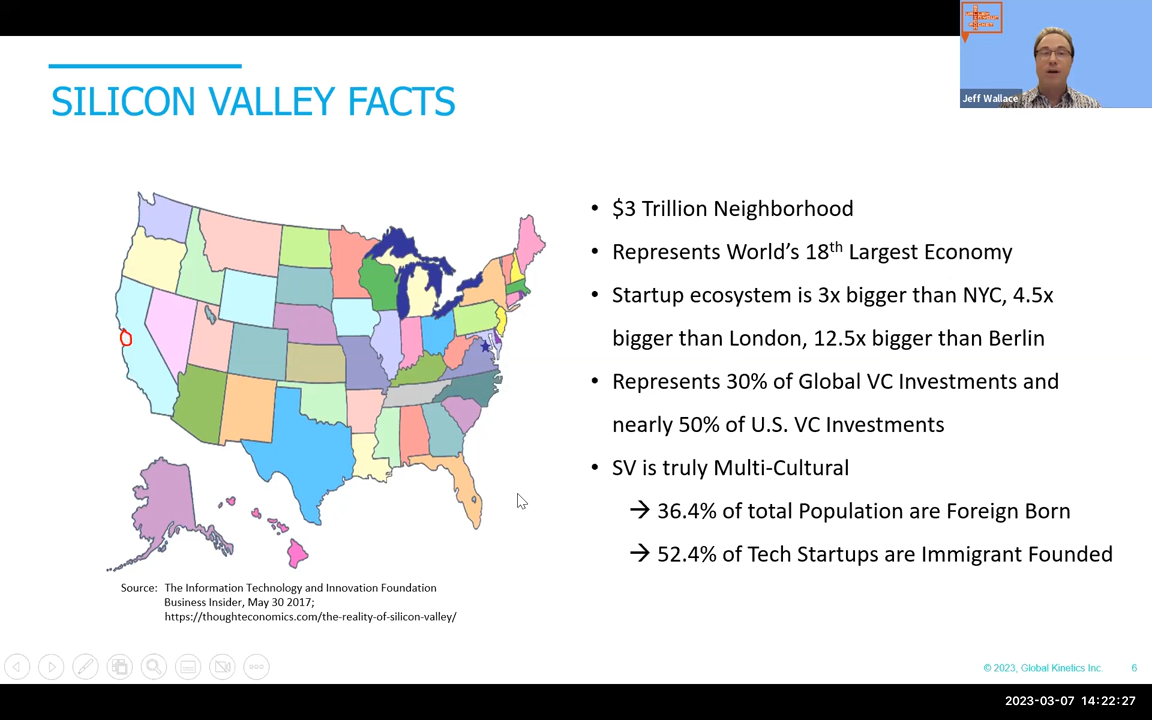 Jeff Wallace
SILICON VALLEY FACTS
• $3 Trillion Neighborhood
• Represents World's 18th Largest Economy
• Startup ecosystem is 3x bigger than NYC, 4.5x
bigger than London, 12.5x bigger than Berlin
• Represents 30% of Global VC Investments and
nearly 50% of U.S. VC Investments
• SV is truly Multi-Cultural
→ 36.4% of total Population are Foreign Born
→ 52.4% of Tech Startups are Immigrant Founded
Source: The Information Technology and Innovation Foundation
Business Insider, May 30 2017;
https://thoughteconomics.com/the-reality-of-silicon-valley/
© 2023, Global Kinetics Inc. 6
2023-03-07 14:22:27